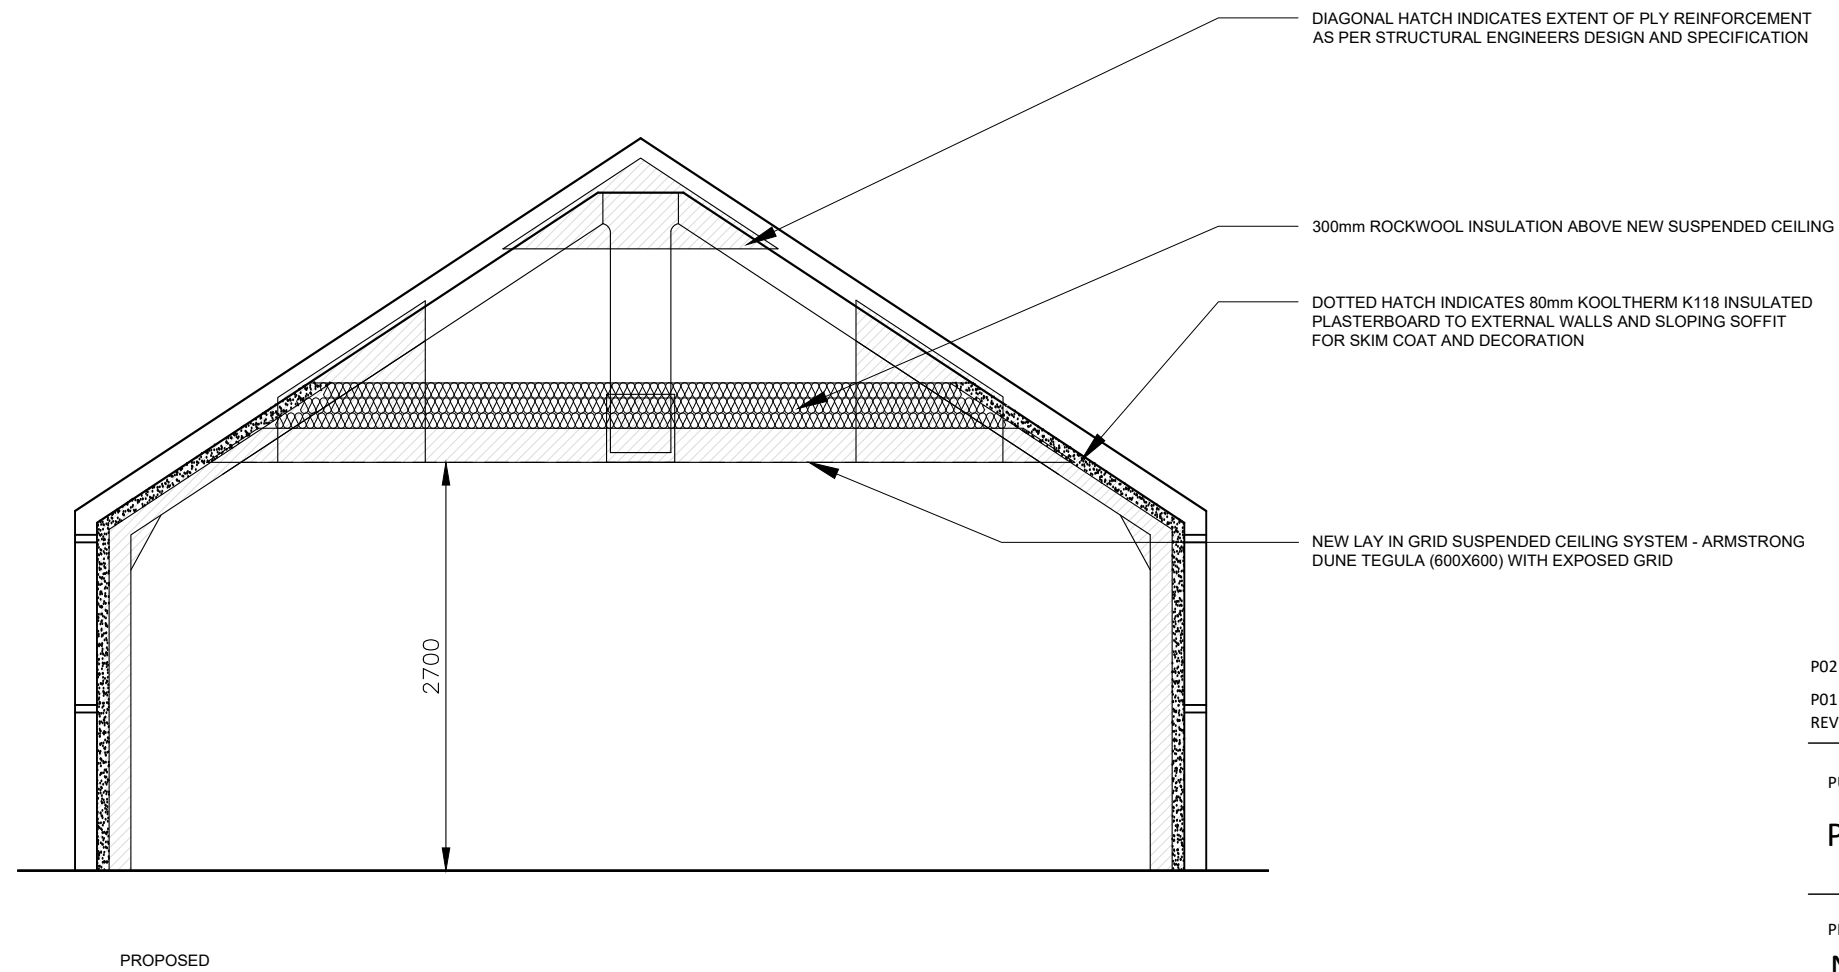 DIAGONAL HATCH INDICATES EXTENT OF PLY REINFORCEMENT
AS PER STRUCTURAL ENGINEERS DESIGN AND SPECIFICATION
300mm ROCKWOOL INSULATION ABOVE NEW SUSPENDED CEILING
DOTTED HATCH INDICATES 80mm KOOLTHERM K118 INSULATED
PLASTERBOARD TO EXTERNAL WALLS AND SLOPING SOFFIT
FOR SKIM COAT AND DECORATION
NEW LAY IN GRID SUSPENDED CEILING SYSTEM - ARMSTRONG
DUNE TEGULA (600X600) WITH EXPOSED GRID
2700
P02
P01
REV
P
PROPOSED